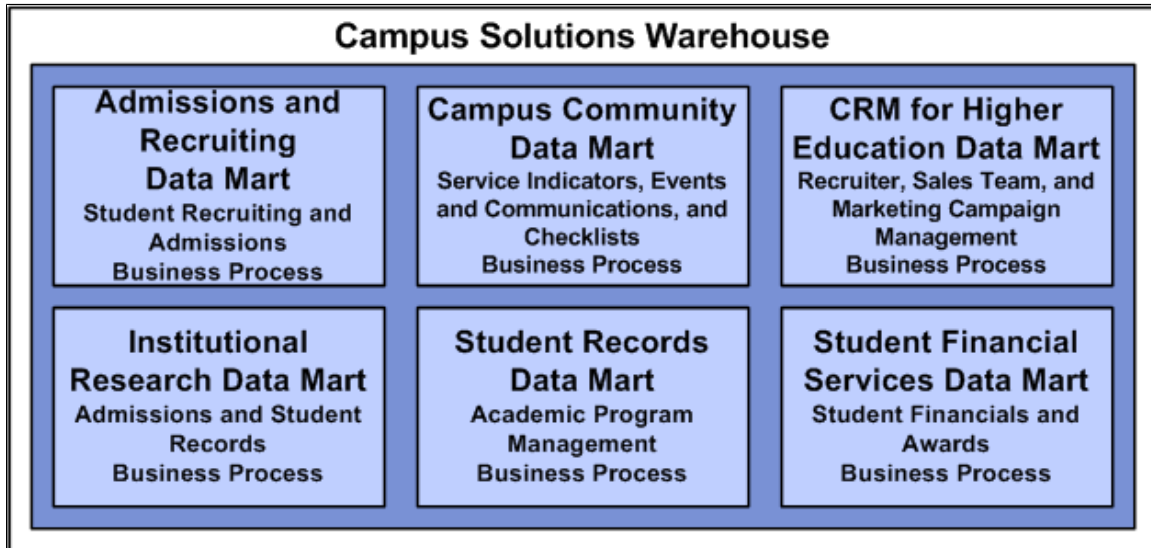 Campus Solutions Warehouse
Admissions and
Recruiting
Data Mart
Student Recruiting and
Admissions
Business Process
Campus Community
Data Mart
Service Indicators, Events
and Communications, and
Checklists
Business Process
CRM for Higher
Education Data Mart
Recruiter, Sales Team, and
Marketing Campaign
Management
Business Process
Institutional
Research Data Mart
Admissions and Student
Records
Business Process
Student Records
Data Mart
Academic Program
Management
Business Process
Student Financial
Services Data Mart
Student Financials and
Awards
Business Process